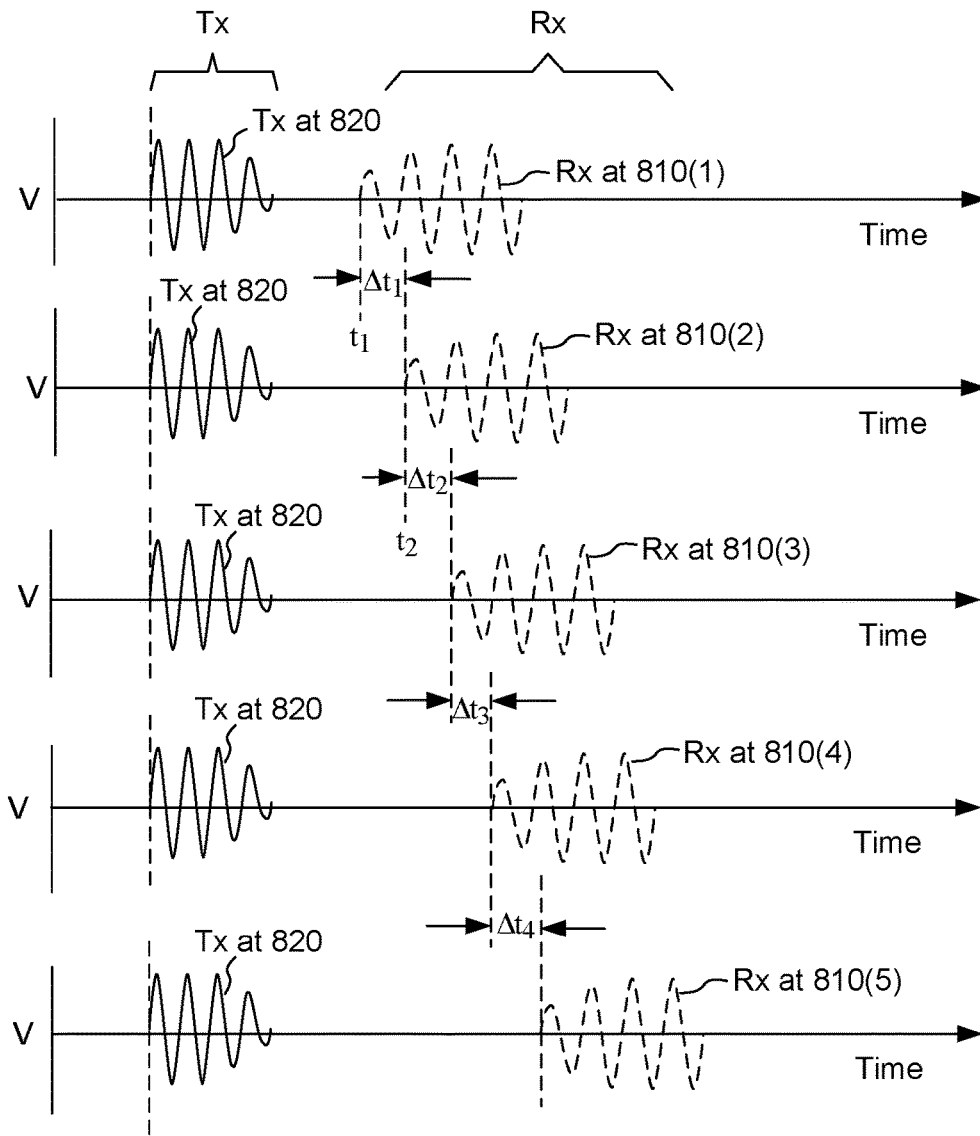 Tx
Rx
Tx at 820
Rx at 810(1)
V
Time
Δt1
t1
Tx at 820
Rx at 810(2)
V
Time
Δt2
t2
Tx at 820
Rx at 810(3)
V
Time
Δt3
Tx at 820
Rx at 810(4)
V
Time
Δt4
Tx at 820
Rx at 810(5)
V
Time